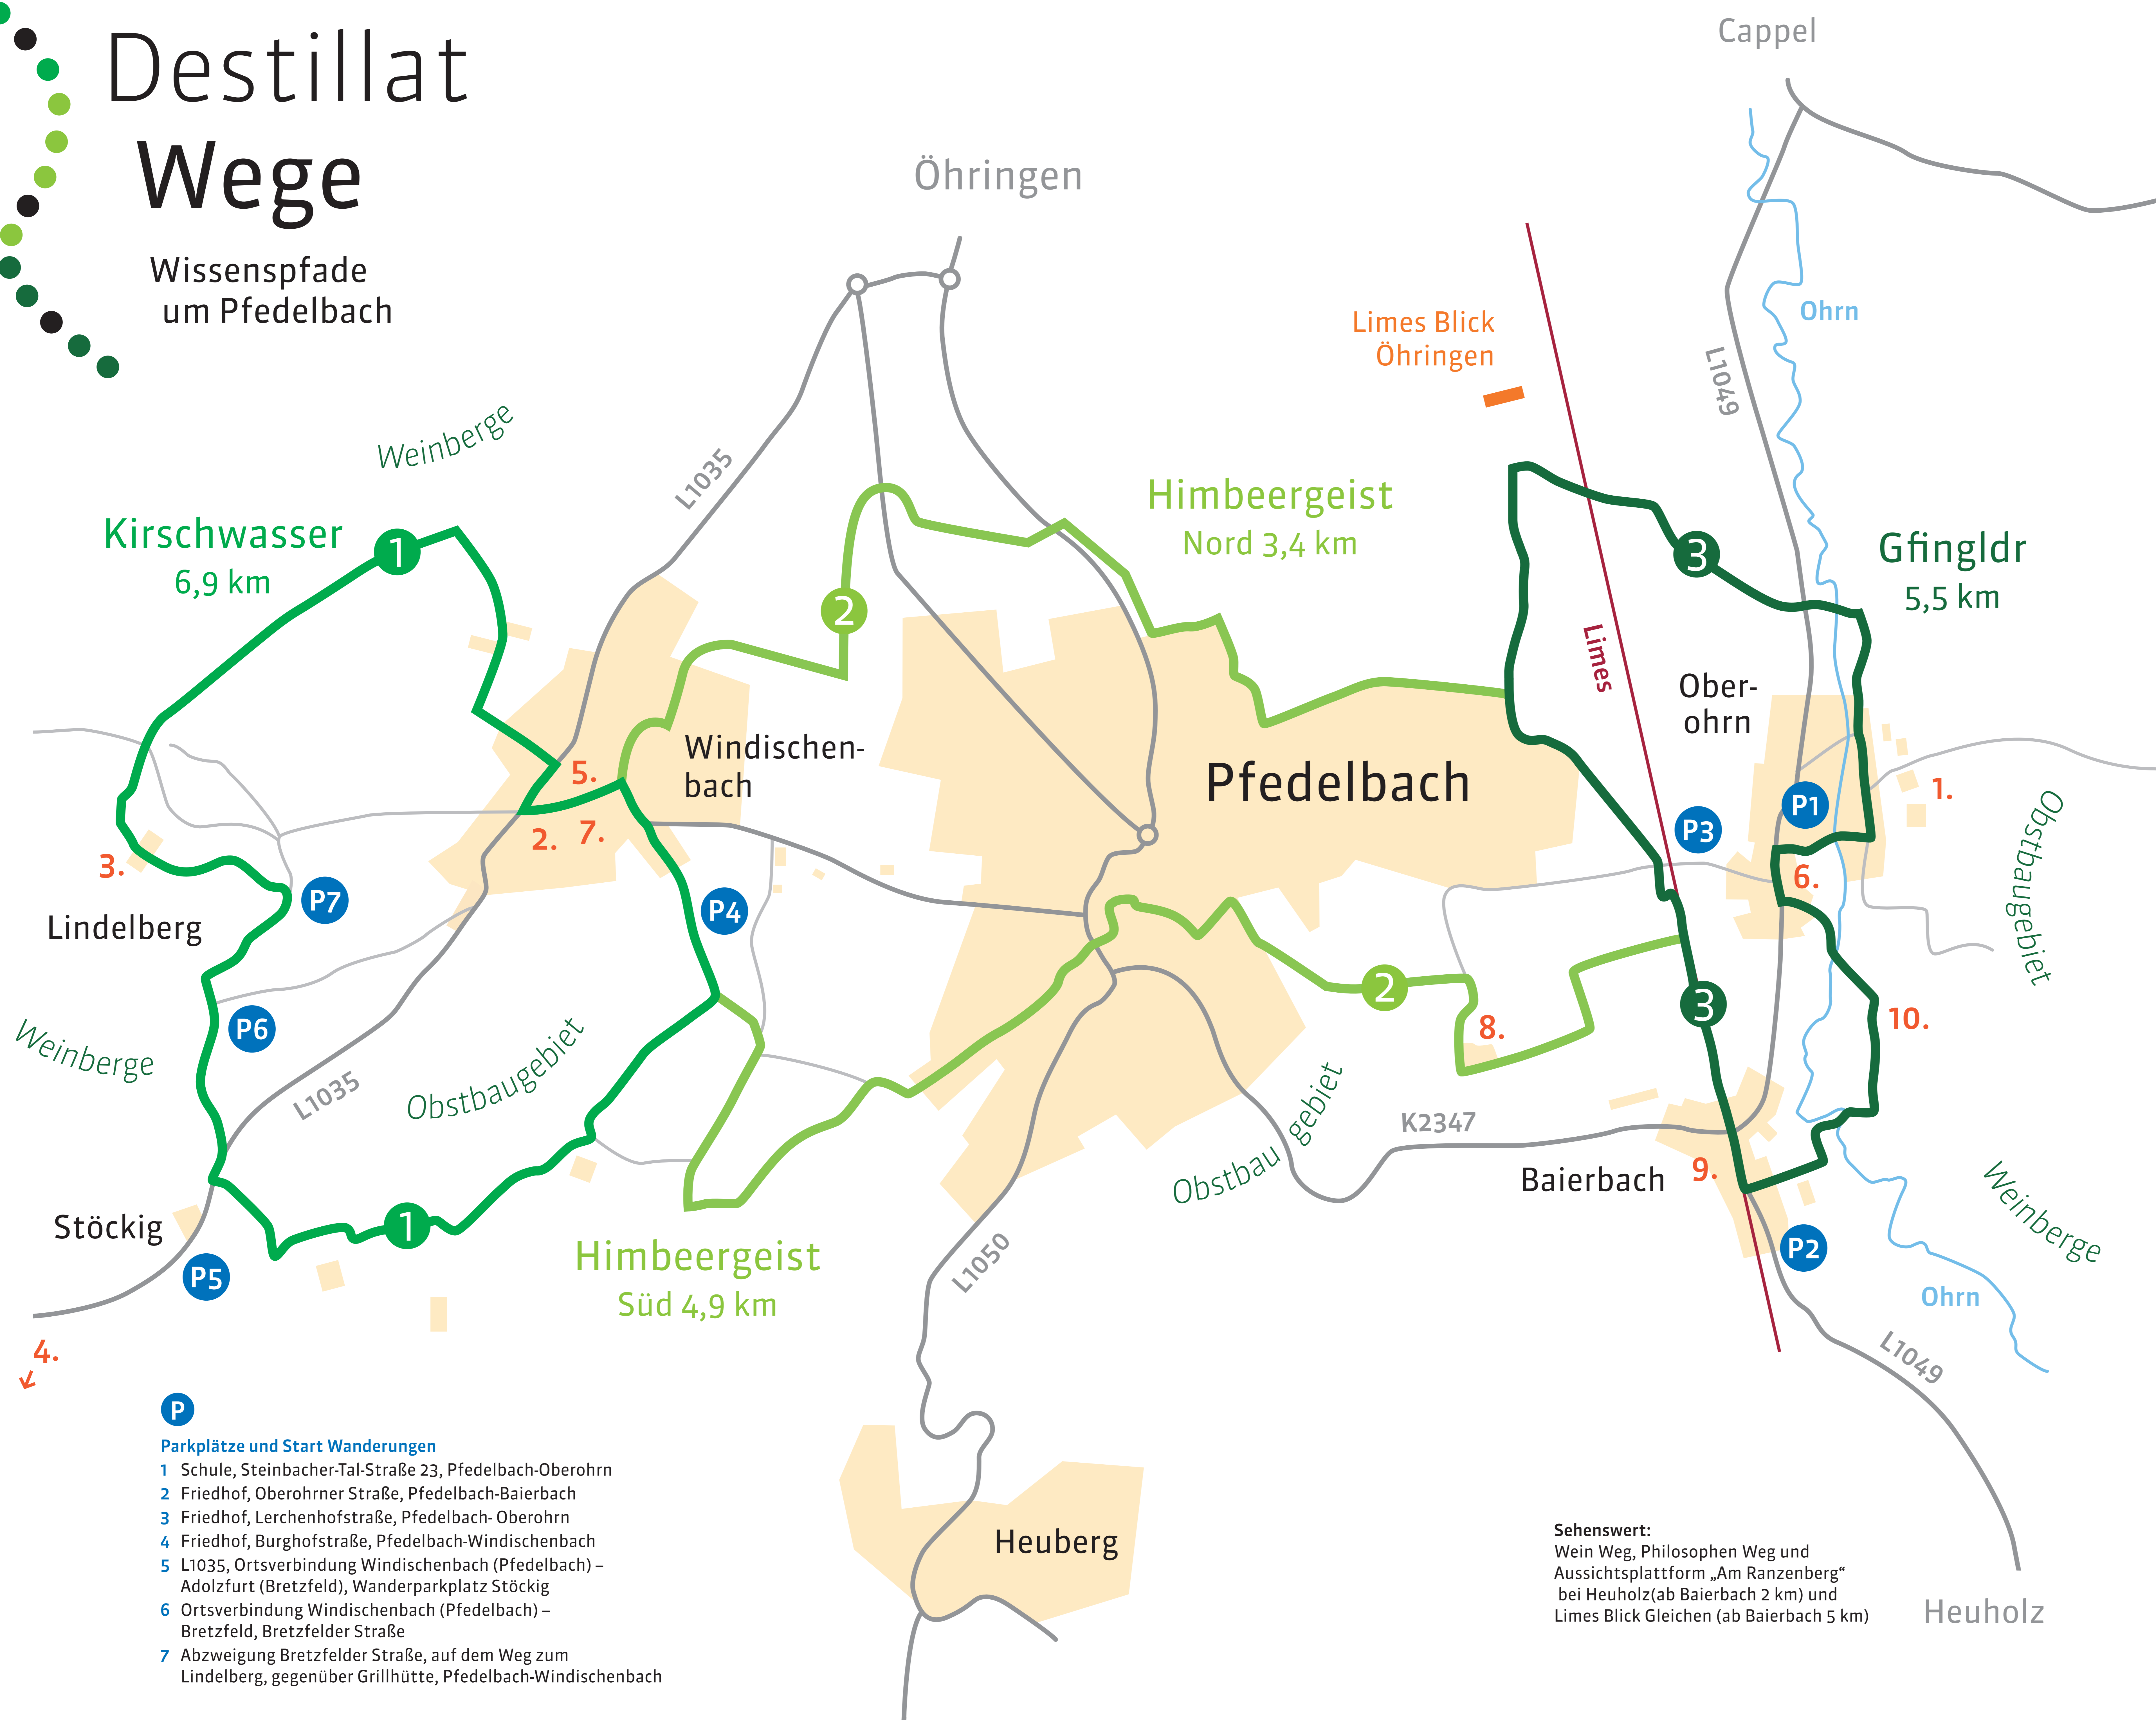 Destillat
Wege
Wissenspfade
um Pfedelbach
Cappel
Öhringen
Ohrn
Limes Blick
Öhringen
L1049
Weinberge
L1035
Himbeergeist
Nord 3,4 km
Kirschwasser
6,9 km
1
2
3
Gfingldr
5,5 km
Limes
Ober-
ohrn
Windischen-
bach
5.
Pfedelbach
P1
1.
P3
2.
7.
3.
6.
Obstbaugebiet
P7
P4
Lindelberg
2
3
10.
8.
P6
Weinberge
L1035
Obstbaugebiet
Obstbau gebiet
K2347
9.
Baierbach
Weinberge
Stöckig
1
P5
Himbeergeist
Süd 4,9 km
L1050
P2
Ohrn
4.
L1049
P
Parkplätze und Start Wanderungen
1 Schule, Steinbacher-Tal-Straße 23, Pfedelbach-Oberohrn
2 Friedhof, Oberohrner Straße, Pfedelbach-Baierbach
3 Friedhof, Lerchenhofstraße, Pfedelbach- Oberohrn
4 Friedhof, Burghofstraße, Pfedelbach-Windischenbach
5 L1035, Ortsverbindung Windischenbach (Pfedelbach) –
Adolzfurt (Bretzfeld), Wanderparkplatz Stöckig
6 Ortsverbindung Windischenbach (Pfedelbach) –
Bretzfeld, Bretzfelder Straße
7 Abzweigung Bretzfelder Straße, auf dem Weg zum
Lindelberg, gegenüber Grillhütte, Pfedelbach-Windischenbach
Heuberg
Sehenswert:
Wein Weg, Philosophen Weg und
Aussichtsplattform „Am Ranzenberg“
bei Heuholz(ab Baierbach 2 km) und
Limes Blick Gleichen (ab Baierbach 5 km)
Heuholz